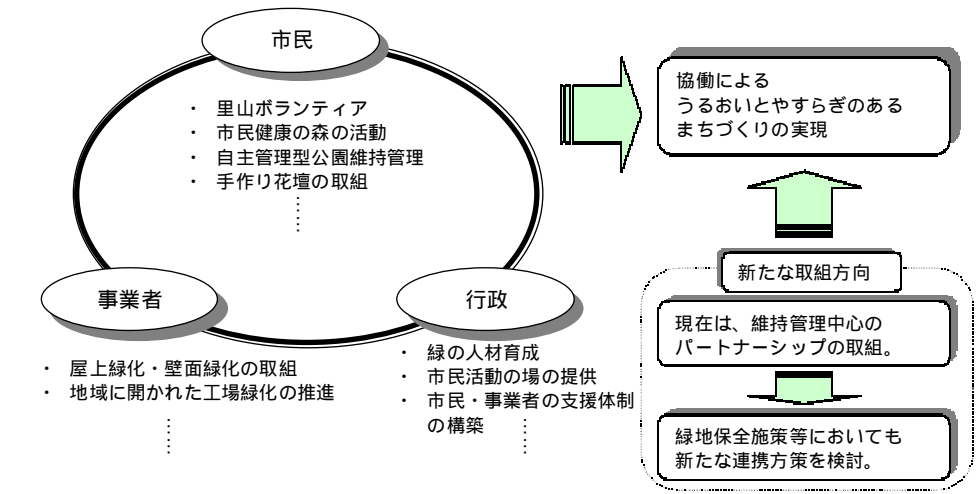 市民
・ 里山ボランティア
・ 市民健康の森の活動
・ 自主管理型公園維持管理
・ 手作り花壇の取組
事業者
・ 屋上緑化・壁面緑化の取組
・ 地域に開かれた工場緑化の推進
行政
・ 緑の人材育成
・ 市民活動の場の提供
・ 市民・事業者の支援体制
の構築
協働による
うるおいとやすらぎのある
まちづくりの実現
新たな取組方向
現在は、維持管理中心の
パートナーシップの取組。
緑地保全施策等においても
新たな連携方策を検討。